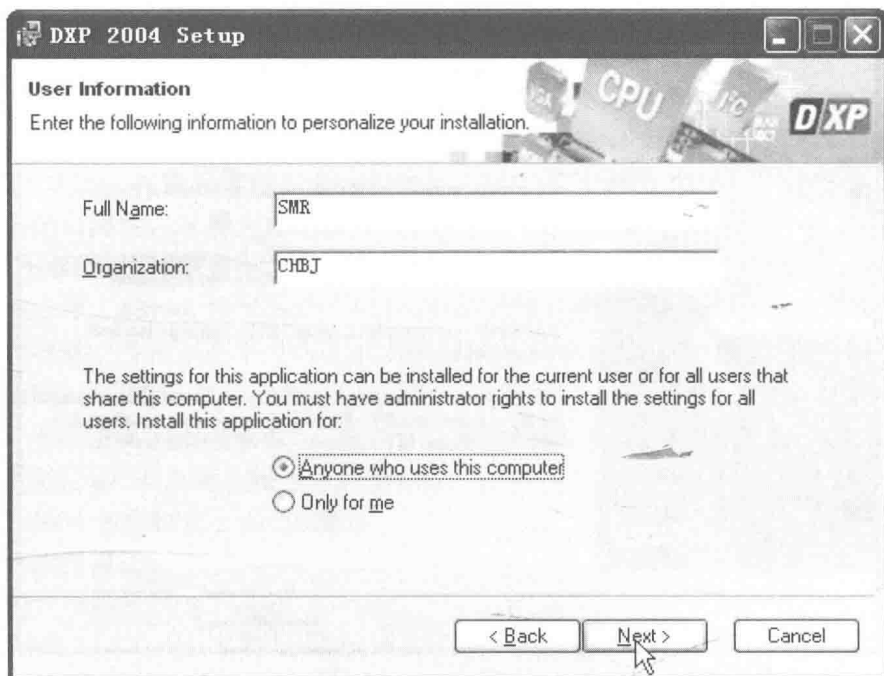 DXP 2004 Setup
User Information
Enter the following information to personalize your installation.
CPU
I²C
DXP
Full Name:
SMR
Organization:
CHBJ
The settings for this application can be installed for the current user or for all users that
share this computer. You must have administrator rights to install the settings for all
users. Install this application for:
Anyone who uses this computer
Only for me
< Back
Next >
Cancel